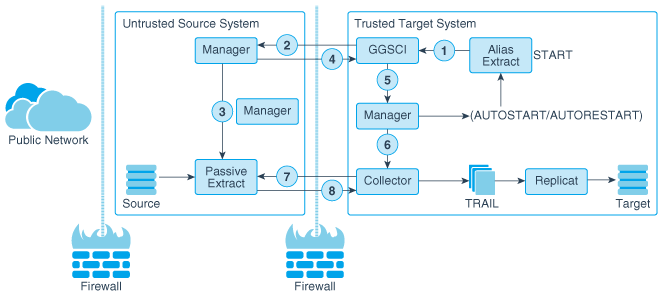 Untrusted Source System
Trusted Target System
Manager
2
4
GGSCI
1
Alias
Extract
START
5
3
Manager
Manager
(AUTOSTART/AUTORESTART)
6
Public Network
Passive
Extract
7
8
Collector
Replicat
Source
TRAIL
Target
Firewall
Firewall